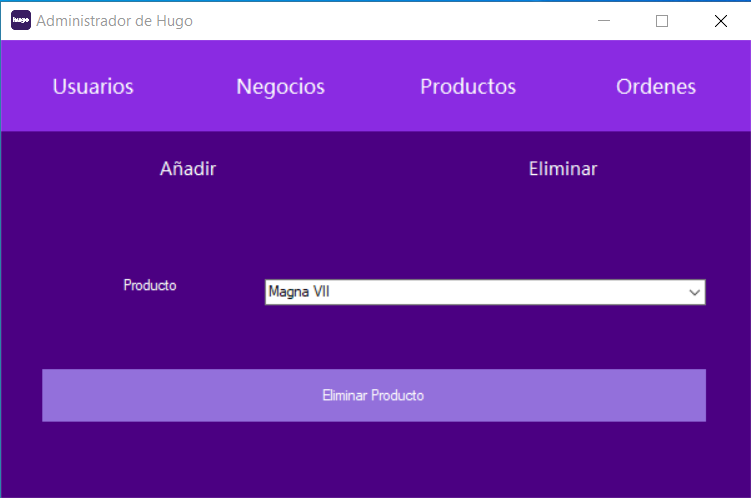 hugo Administrador de Hugo
Usuarios Negocios Productos Ordenes
Añadir Eliminar
Producto Magna VII
Eliminar Producto